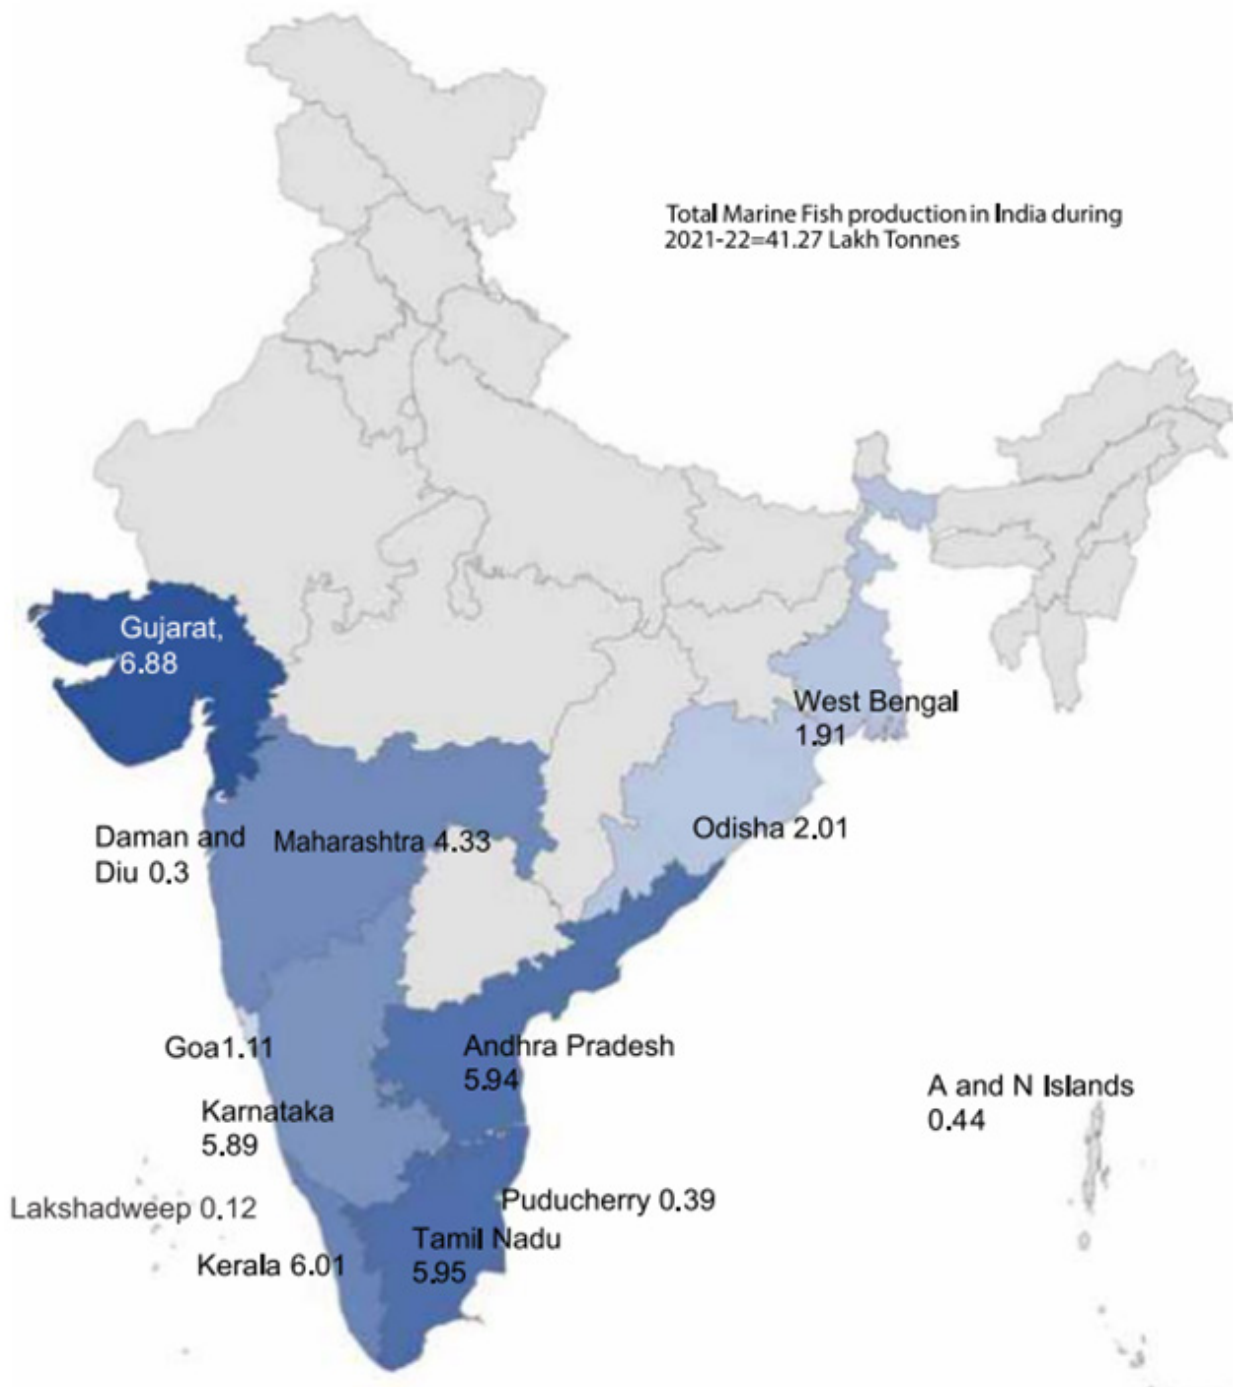 Total Marine Fish production in India during
2021-22=41.27 Lakh Tonnes
Gujarat,
6.88
West Bengal
1.91
Odisha 2.01
Daman and
Diu 0.3
Maharashtra 4.33
Goa1.11
Andhra Pradesh
5.94
A and N Islands
0.44
Karnataka
5.89
Lakshadweep 0.12
Puducherry 0.39
Tamil Nadu
5.95
Kerala 6.01